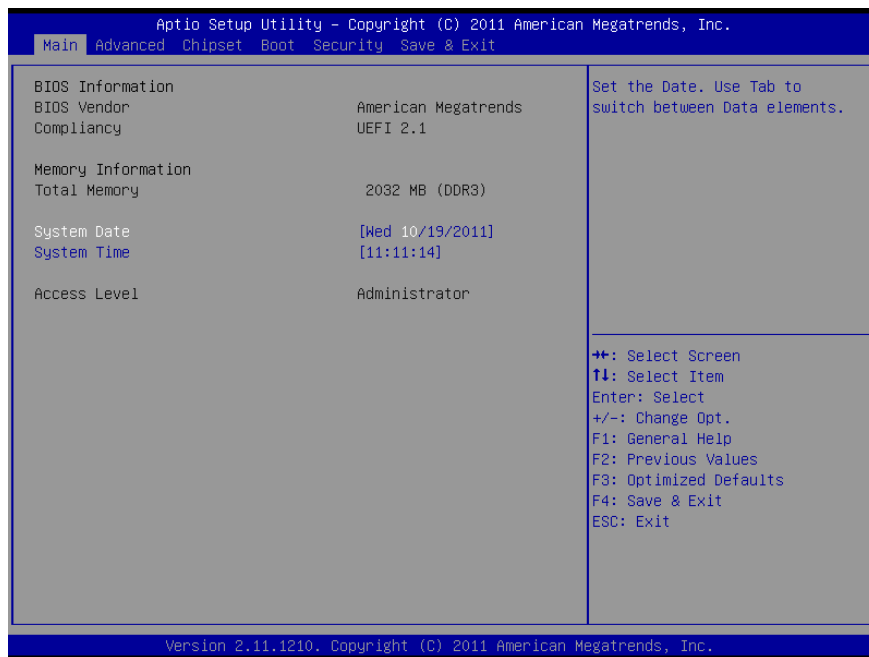 Aptio Setup Utility – Copyright (C) 2011 American Megatrends, Inc.
Main Advanced Chipset Boot Security Save & Exit
BIOS Information
BIOS Vendor American Megatrends
Compliancy UEFI 2.1
Memory Information
Total Memory 2032 MB (DDR3)
System Date [Wed 10/19/2011]
System Time [11:11:14]
Access Level Administrator
Set the Date. Use Tab to
switch between Data elements.
→←: Select Screen
↑↓: Select Item
Enter: Select
+/-: Change Opt.
F1: General Help
F2: Previous Values
F3: Optimized Defaults
F4: Save & Exit
ESC: Exit
Version 2.11.1210. Copyright (C) 2011 American Megatrends, Inc.